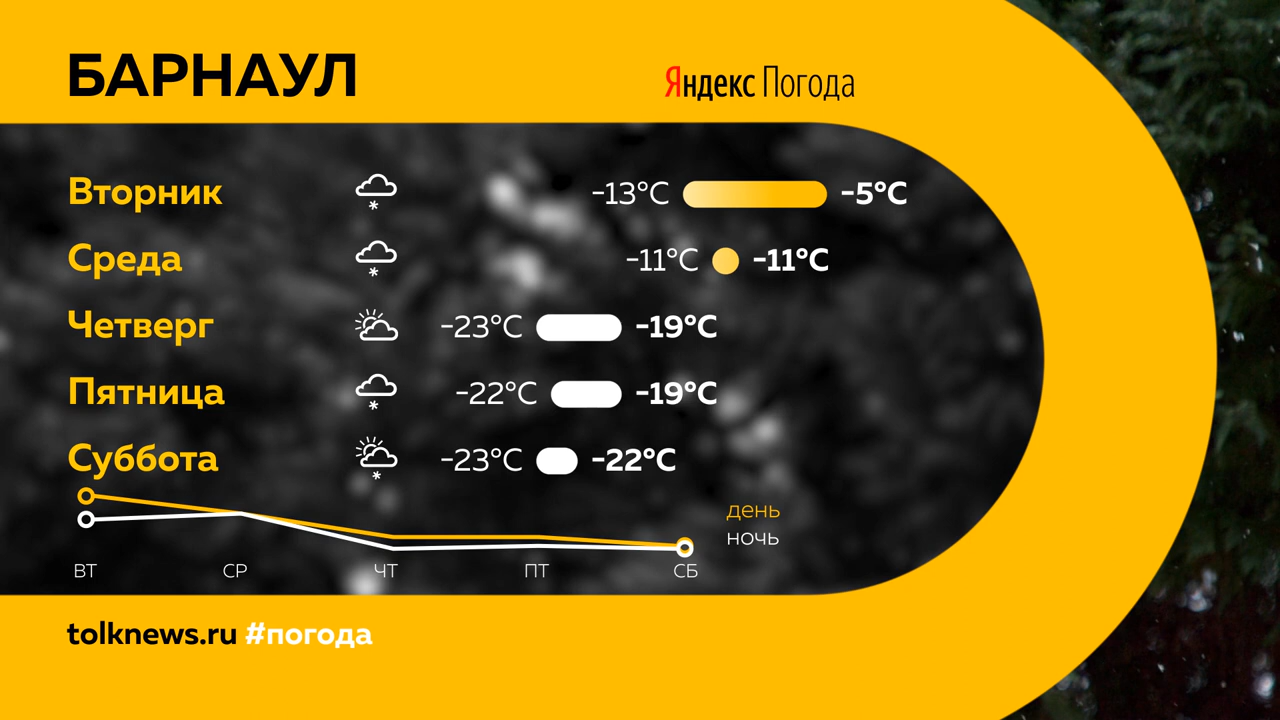 БАРНАУЛ
Яндекс Погода
Вторник -13°C -5°C
Среда -11°C -11°C
Четверг -23°C -19°C
Пятница -22°C -19°C
Суббота -23°C -22°C
день
ночь
ВТ СР ЧТ ПТ СБ
tolknews.ru #погода